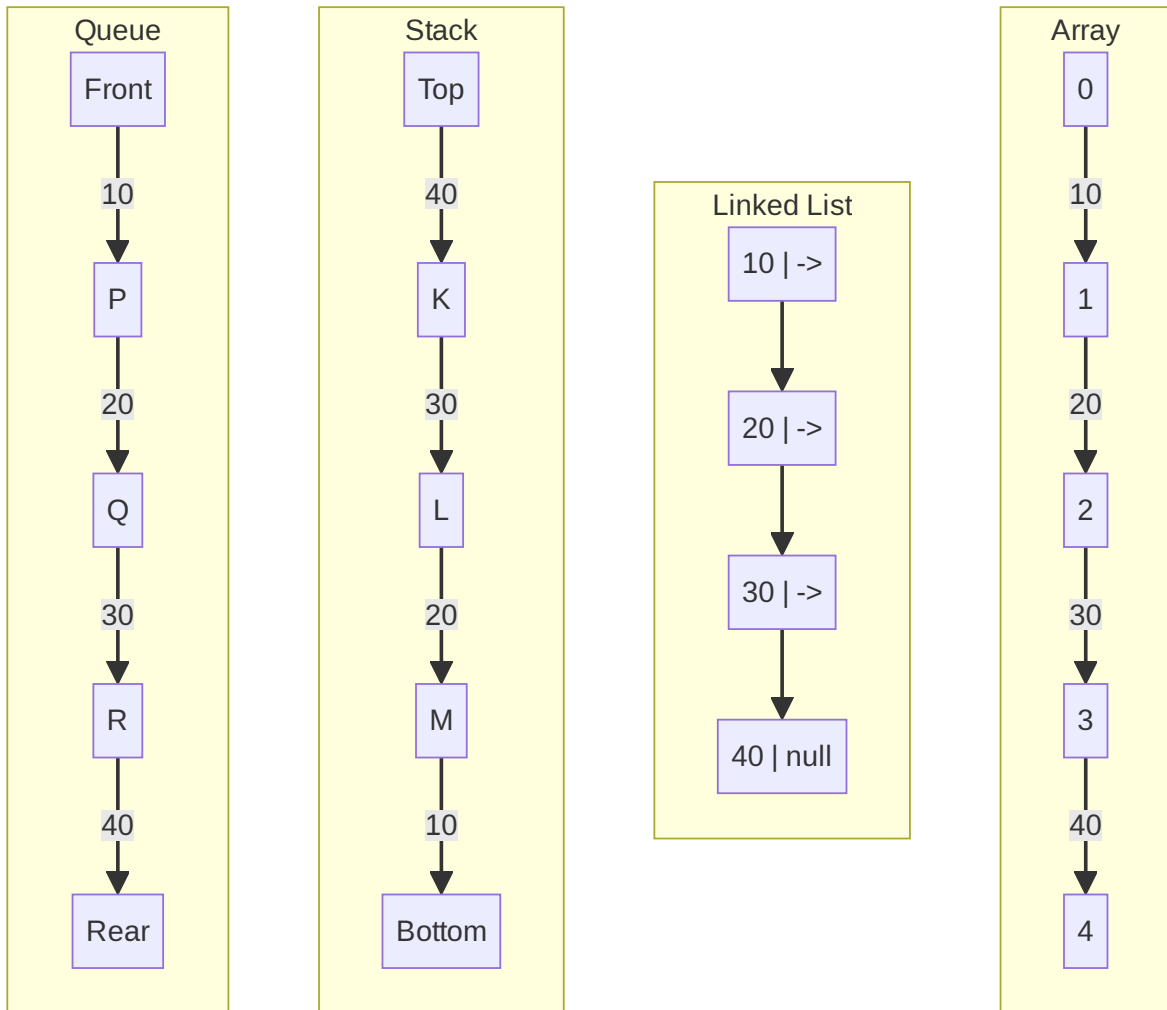 Queue
Front
10
P
20
Q
30
R
40
Rear
Stack
Top
40
K
30
L
20
M
10
Bottom
Linked List
10 | ->
20 | ->
30 | ->
40 | null
Array
0
10
1
20
2
30
3
40
4